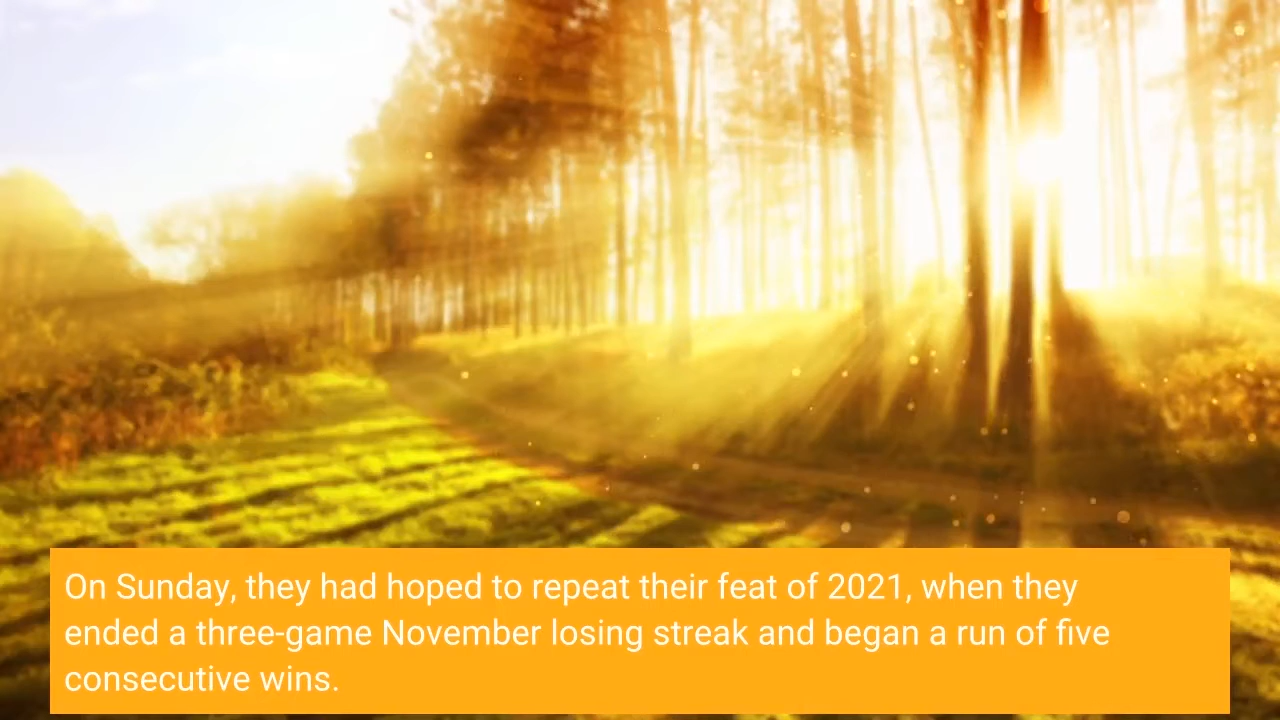 On Sunday, they had hoped to repeat their feat of 2021, when they
ended a three-game November losing streak and began a run of five
consecutive wins.